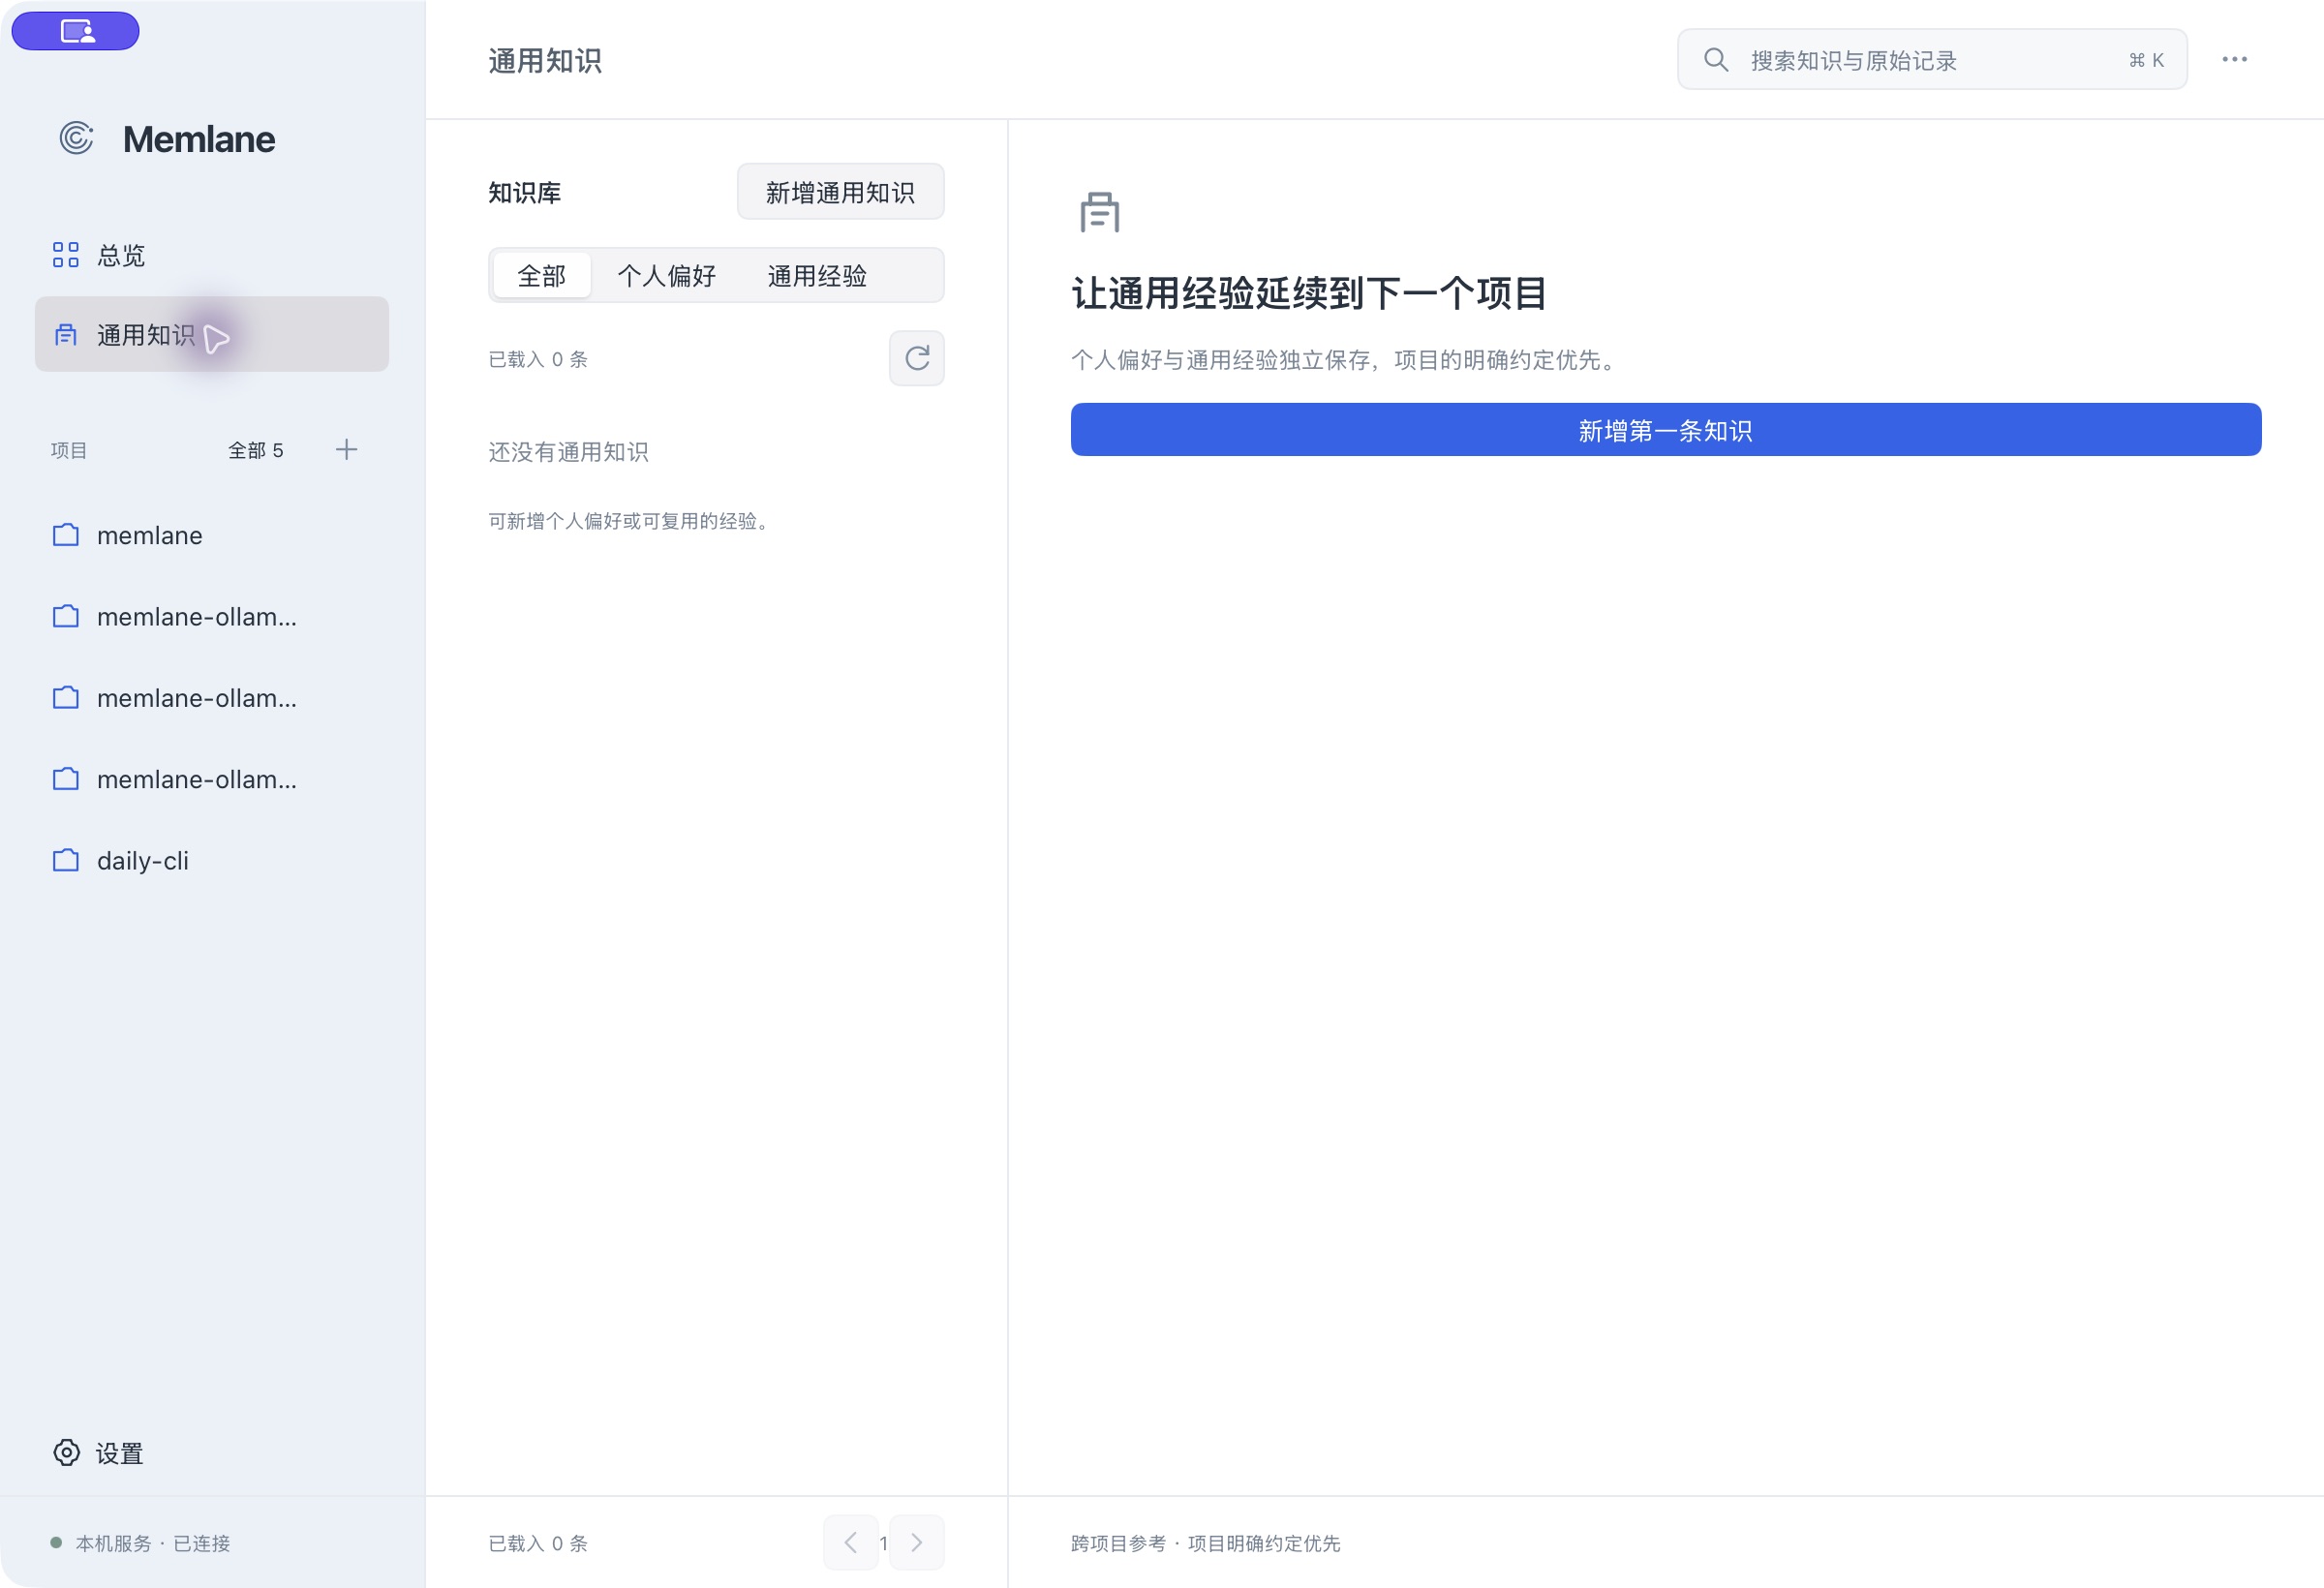 Memlane
总览
通用知识
项目 全部 5
memlane
memlane-ollam...
memlane-ollam...
memlane-ollam...
daily-cli
设置
本机服务 · 已连接
通用知识
搜索知识与原始记录 ⌘ K
知识库 新增通用知识
全部 个人偏好 通用经验
已载入 0 条
还没有通用知识
可新增个人偏好或可复用的经验。
已载入 0 条 1
让通用经验延续到下一个项目
个人偏好与通用经验独立保存，项目的明确约定优先。
新增第一条知识
跨项目参考 · 项目明确约定优先